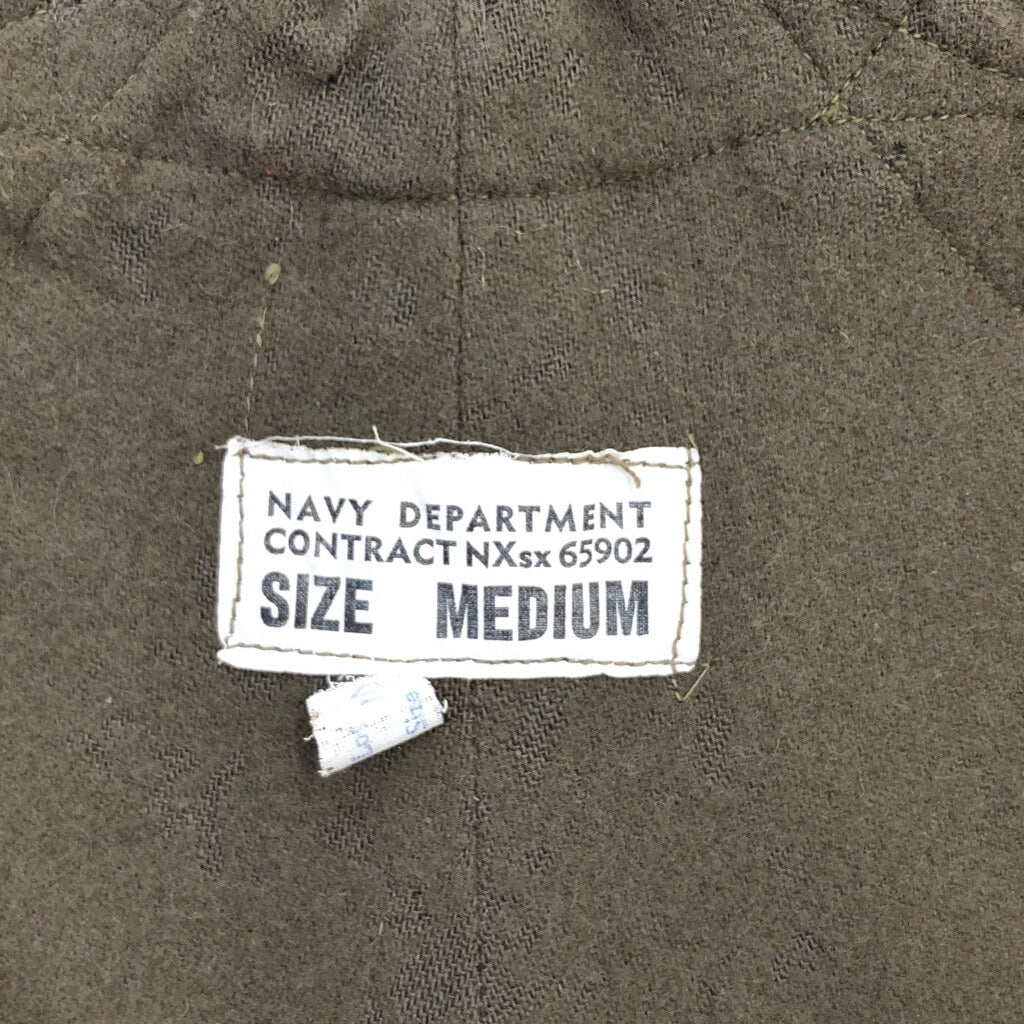 NAVY DEPARTMENT
CONTRACT NXsx 65902
SIZE MEDIUM